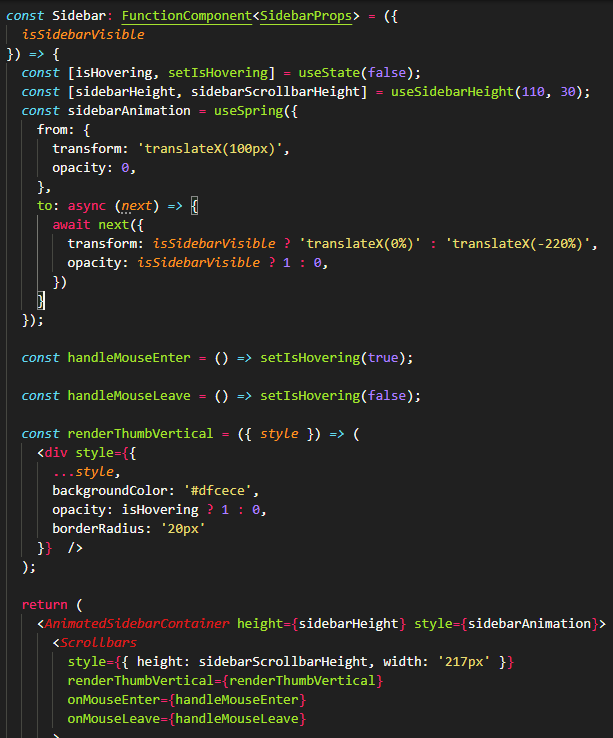 const Sidebar: FunctionComponent<SidebarProps> = ({
  isSidebarVisible
}) => {
  const [isHovering, setIsHovering] = useState(false);
  const [sidebarHeight, sidebarScrollbarHeight] = useSidebarHeight(110, 30);
  const sidebarAnimation = useSpring({
    from: {
      transform: 'translateX(100px)',
      opacity: 0,
    },
    to: async (next) => {
      await next({
        transform: isSidebarVisible ? 'translateX(0%)' : 'translateX(-220%)',
        opacity: isSidebarVisible ? 1 : 0,
      })
    }
  });

  const handleMouseEnter = () => setIsHovering(true);

  const handleMouseLeave = () => setIsHovering(false);

  const renderThumbVertical = ({ style }) => (
    <div style={{
      ...style,
      backgroundColor: '#dfcece',
      opacity: isHovering ? 1 : 0,
      borderRadius: '20px'
    }}  />
  );

  return (
    <AnimatedSidebarContainer height={sidebarHeight} style={sidebarAnimation}>
      <Scrollbars
        style={{ height: sidebarScrollbarHeight, width: '217px' }}
        renderThumbVertical={renderThumbVertical}
        onMouseEnter={handleMouseEnter}
        onMouseLeave={handleMouseLeave}